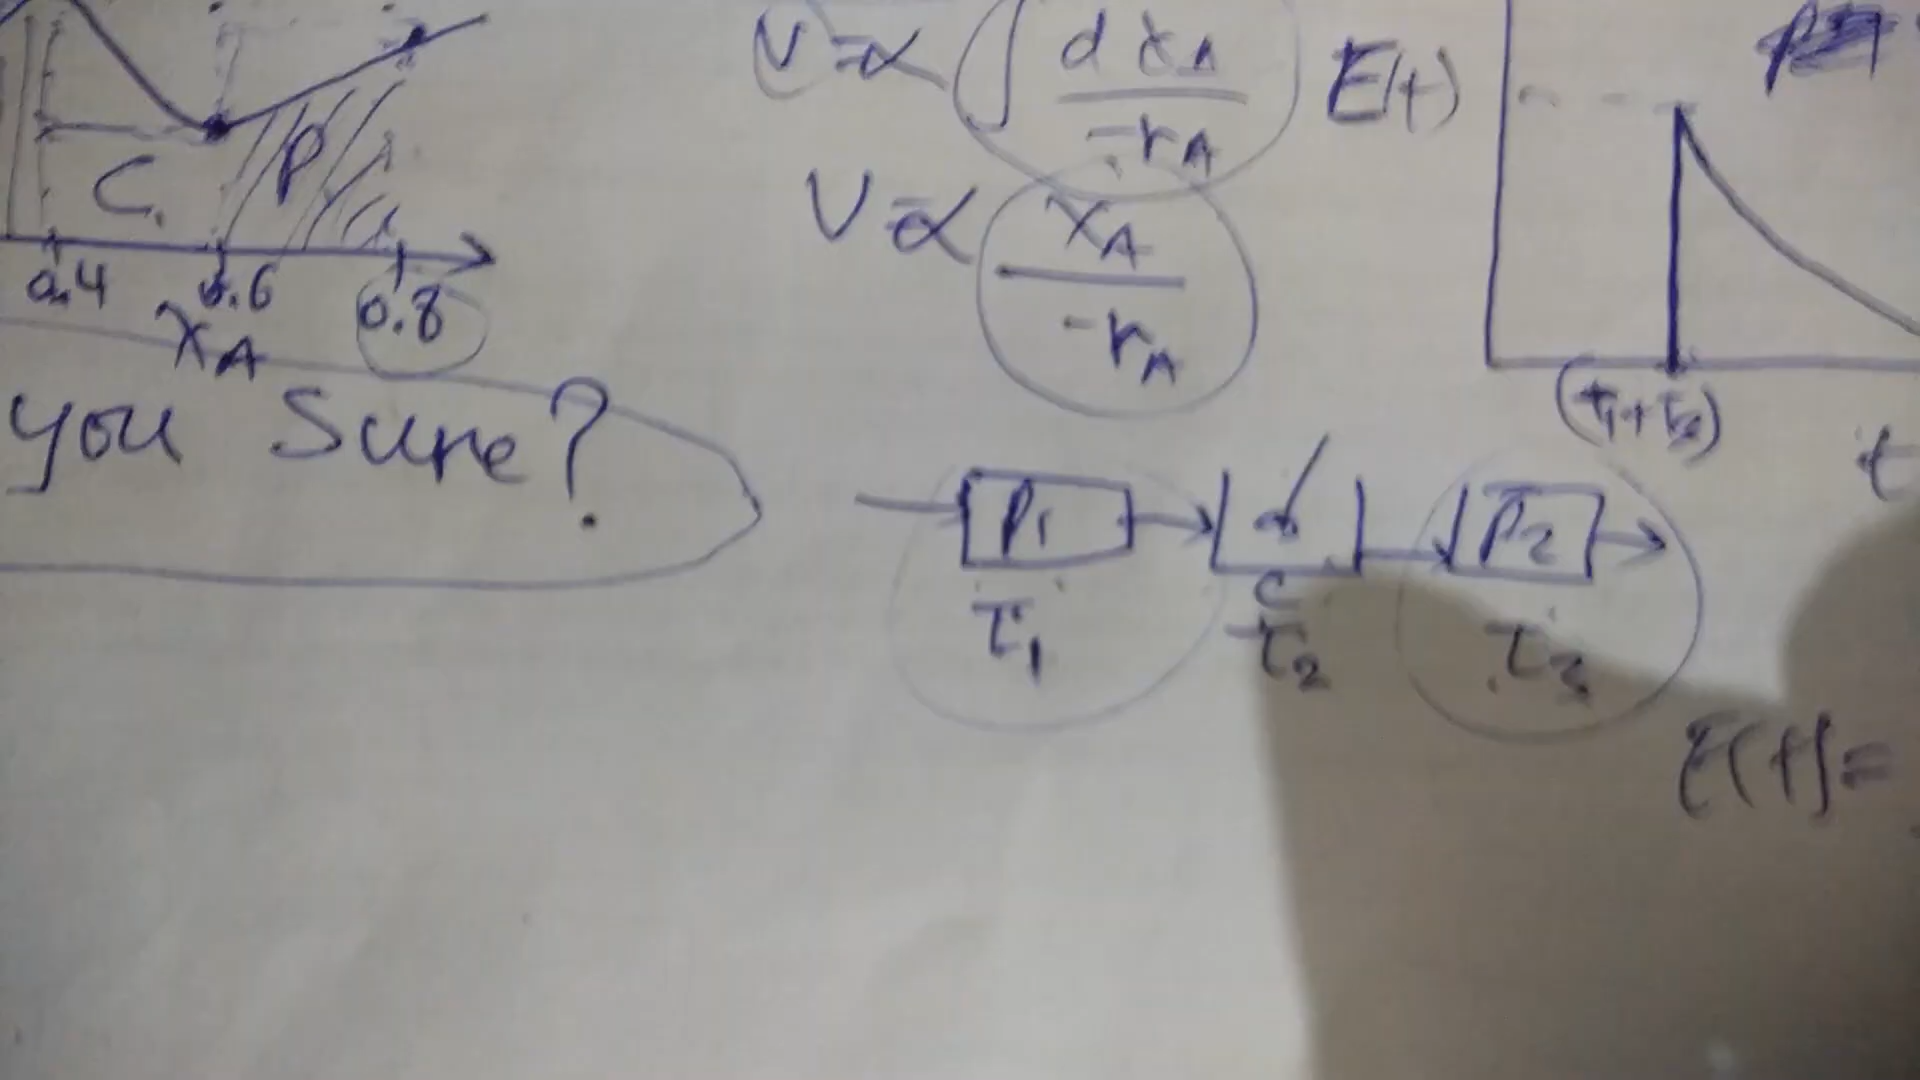 C P
0.4 0.6 0.8
X_A
you Sure?
V = α ∫ dX_A / -r_A
V = α X_A / -r_A
E(t)
(τ₁+τ₃)
t
P₁ P₂
C
τ₁ τ₂ τ₃
E(t)=